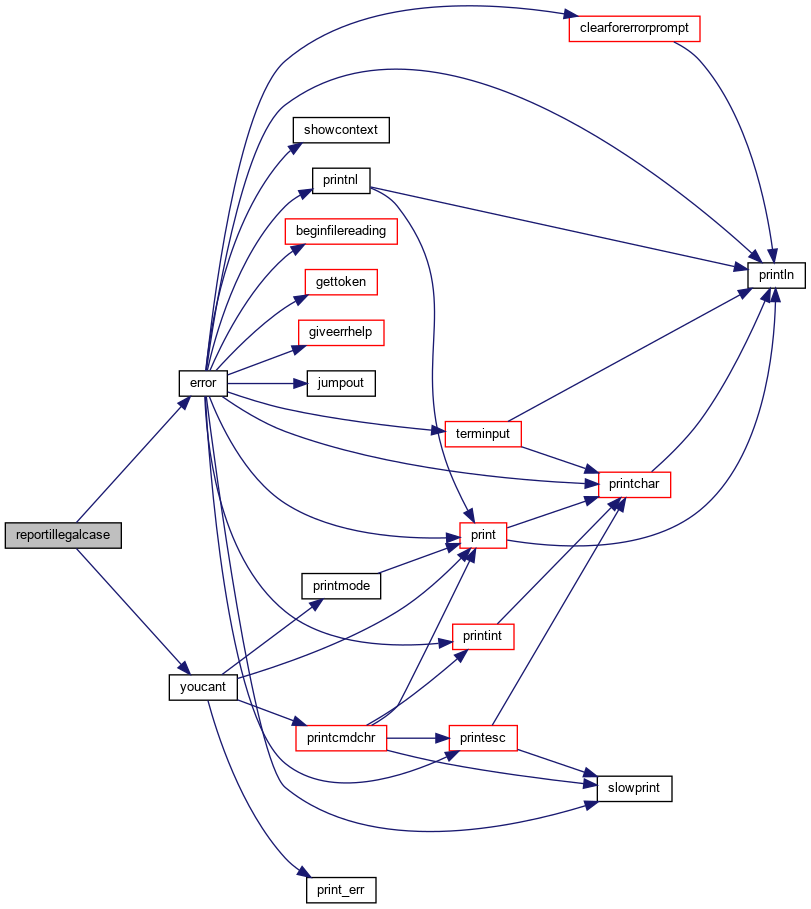 clearforerrorprompt
showcontext
printnl
beginfilereading
println
gettoken
giveerrhelp
error
jumpout
terminput
printchar
reportillegalcase
print
printmode
printint
youcant
printcmdchr
printesc
slowprint
print_err